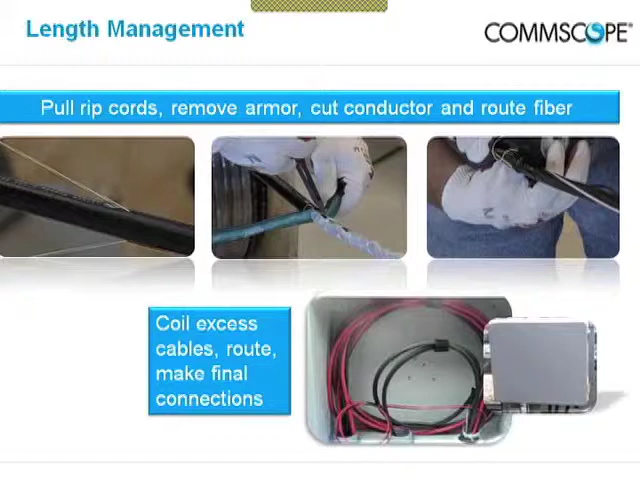 Length Management
COMMSCOPE®
Pull rip cords, remove armor, cut conductor and route fiber
Coil excess
cables, route,
make final
connections